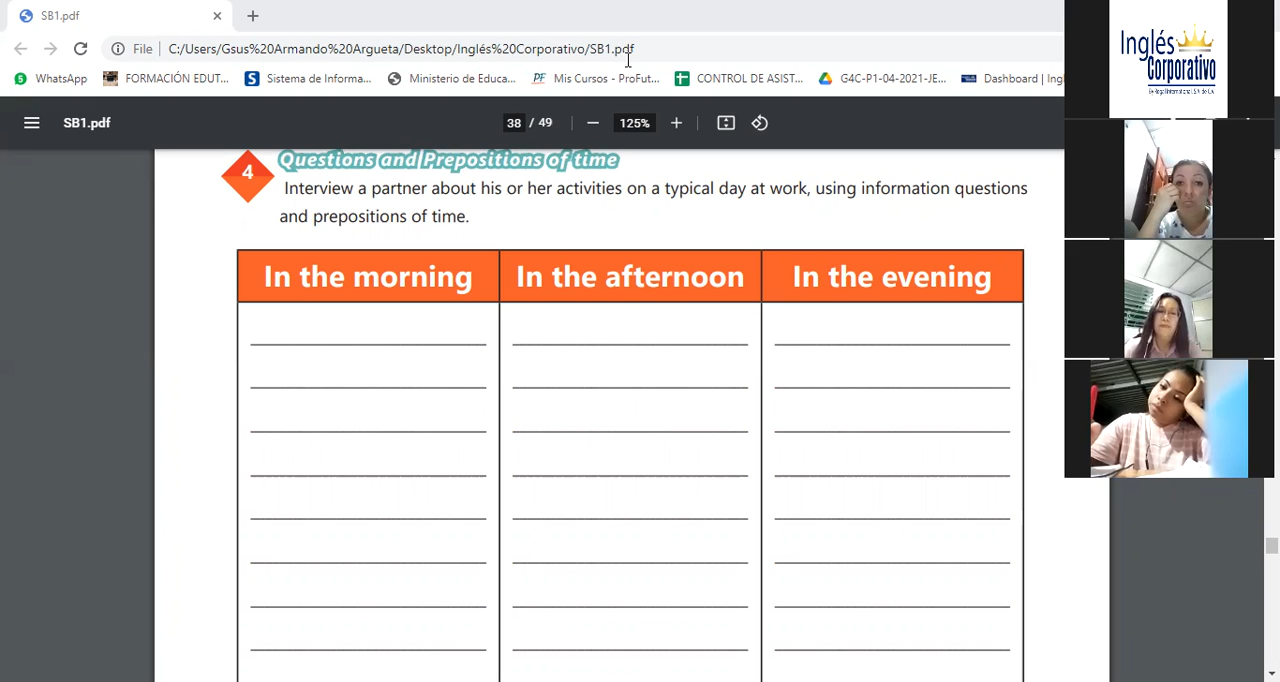 SB1.pdf
File
C:/Users/Gsus%20Armando%20Argueta/Desktop/Inglés%20Corporativo/SB1.pdf
WhatsApp
FORMACIÓN EDUT...
Sistema de Informa...
Ministerio de Educa...
Mis Cursos - ProFut...
CONTROL DE ASIST...
G4C-P1-04-2021-JE...
Dashboard | Ingl
SB1.pdf
38 / 49
125%
4
Questions and Prepositions of time
Interview a partner about his or her activities on a typical day at work, using information questions
and prepositions of time.
In the morning
In the afternoon
In the evening
Inglés
Corporativo